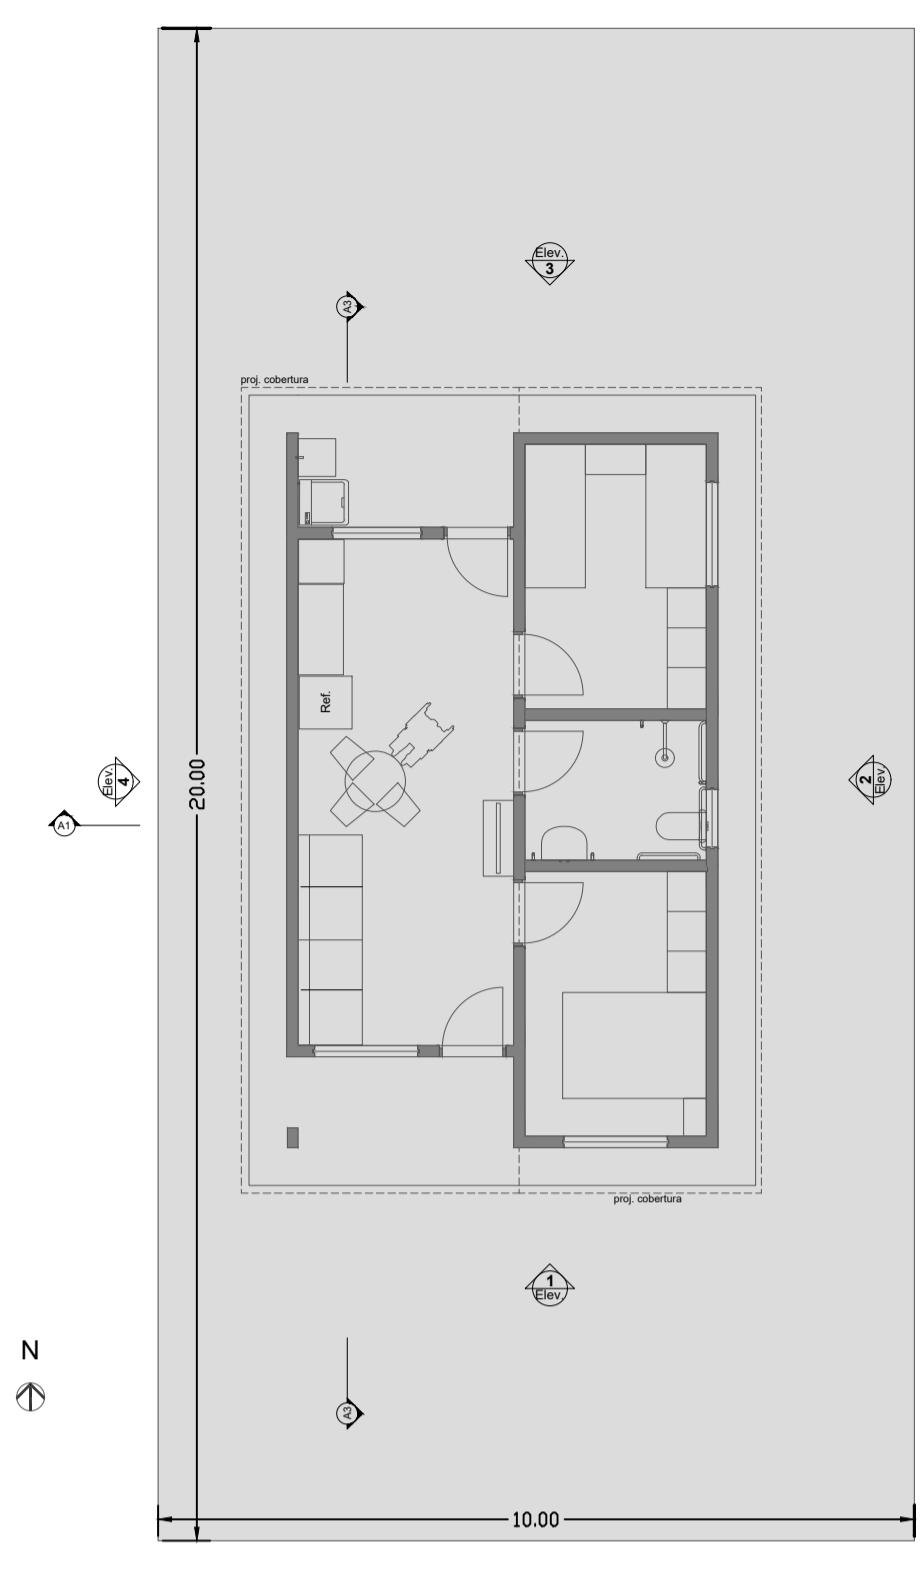 Elev.
3
A3
proj. cobertura
Ref.
20.00
Elev.
4
A1
2
Elev.
proj. cobertura
1
Elev.
N
A3
10.00